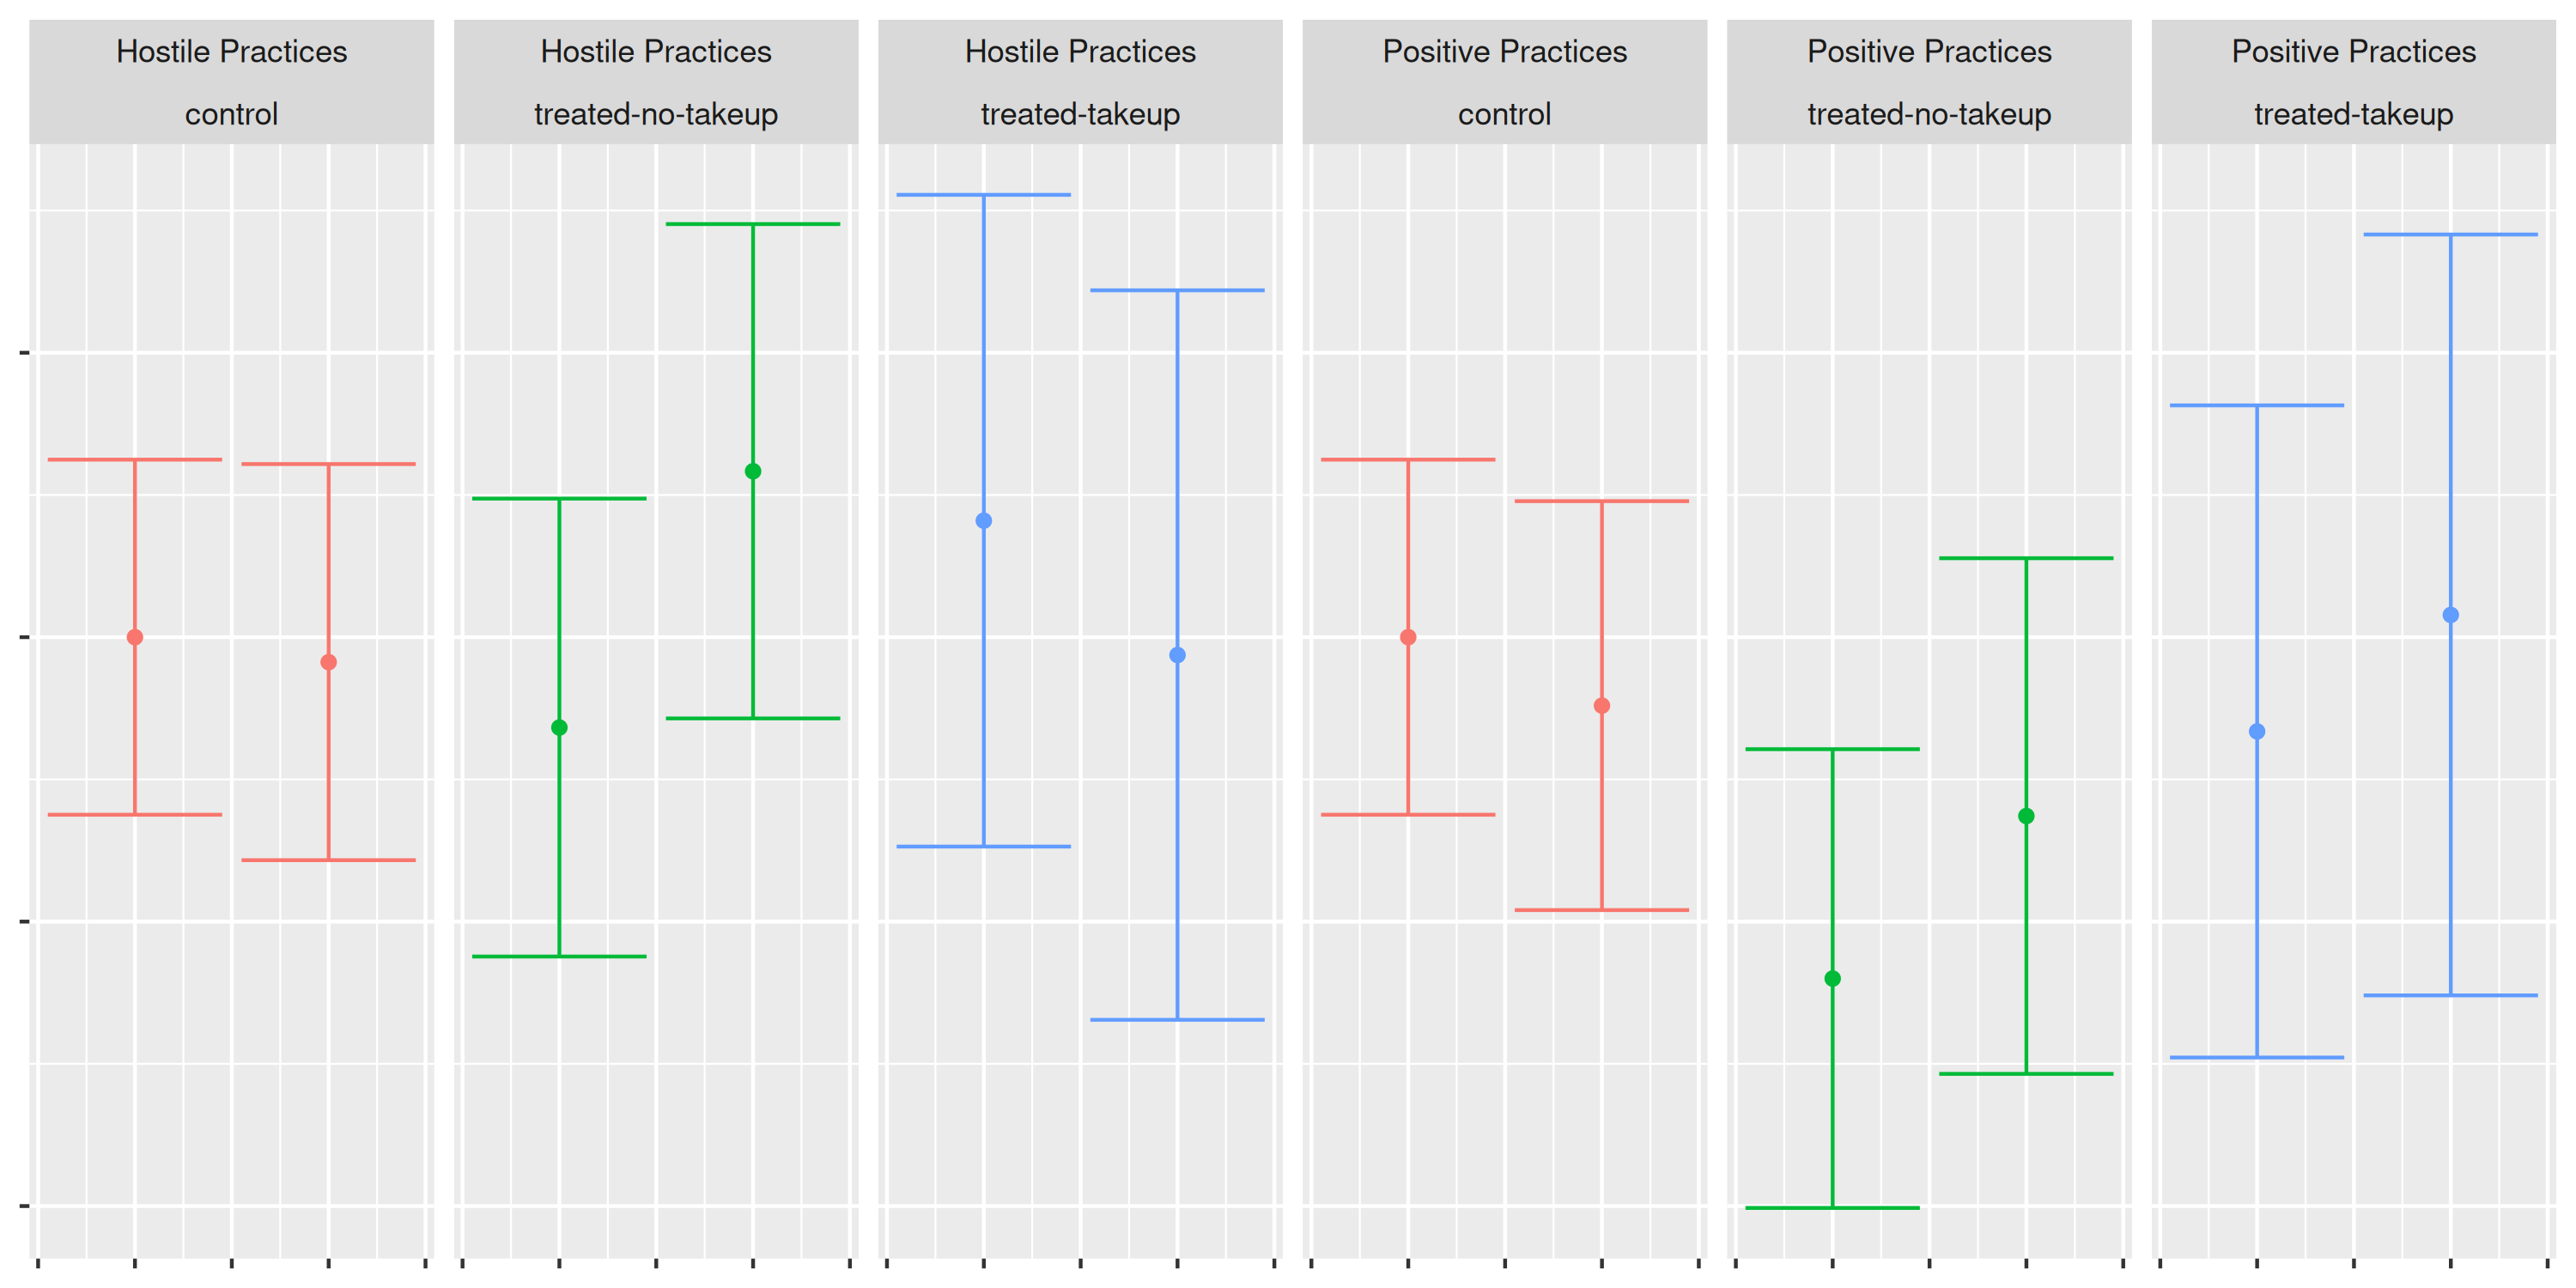 Hostile Practices
control
Hostile Practices
treated-no-takeup
Hostile Practices
treated-takeup
Positive Practices
control
Positive Practices
treated-no-takeup
Positive Practices
treated-takeup